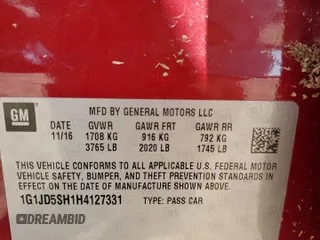 GM
MFD BY GENERAL MOTORS LLC
DATE GVWR GAWR FRT GAWR RR
11/16 1708 KG 916 KG 792 KG
3765 LB 2020 LB 1745 LB
THIS VEHICLE CONFORMS TO ALL APPLICABLE U.S. FEDERAL MOTOR
VEHICLE SAFETY, BUMPER, AND THEFT PREVENTION STANDARDS IN
EFFECT ON THE DATE OF MANUFACTURE SHOWN ABOVE.
1G1JD5SH1H4127331 TYPE: PASS CAR
DREAMBID